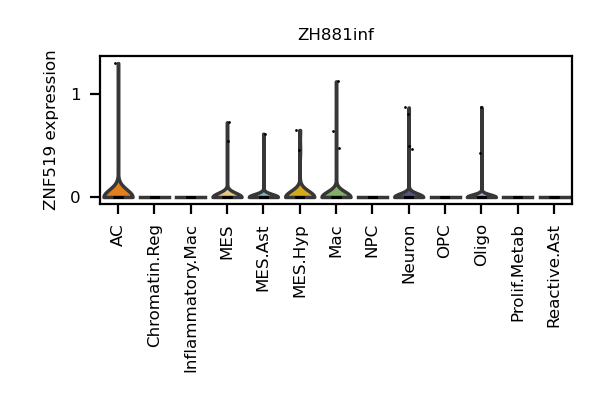 ZH881inf
ZNF519 expression
1
0
AC
Chromatin.Reg
Inflammatory.Mac
MES
MES.Ast
MES.Hyp
Mac
NPC
Neuron
OPC
Oligo
Prolif.Metab
Reactive.Ast